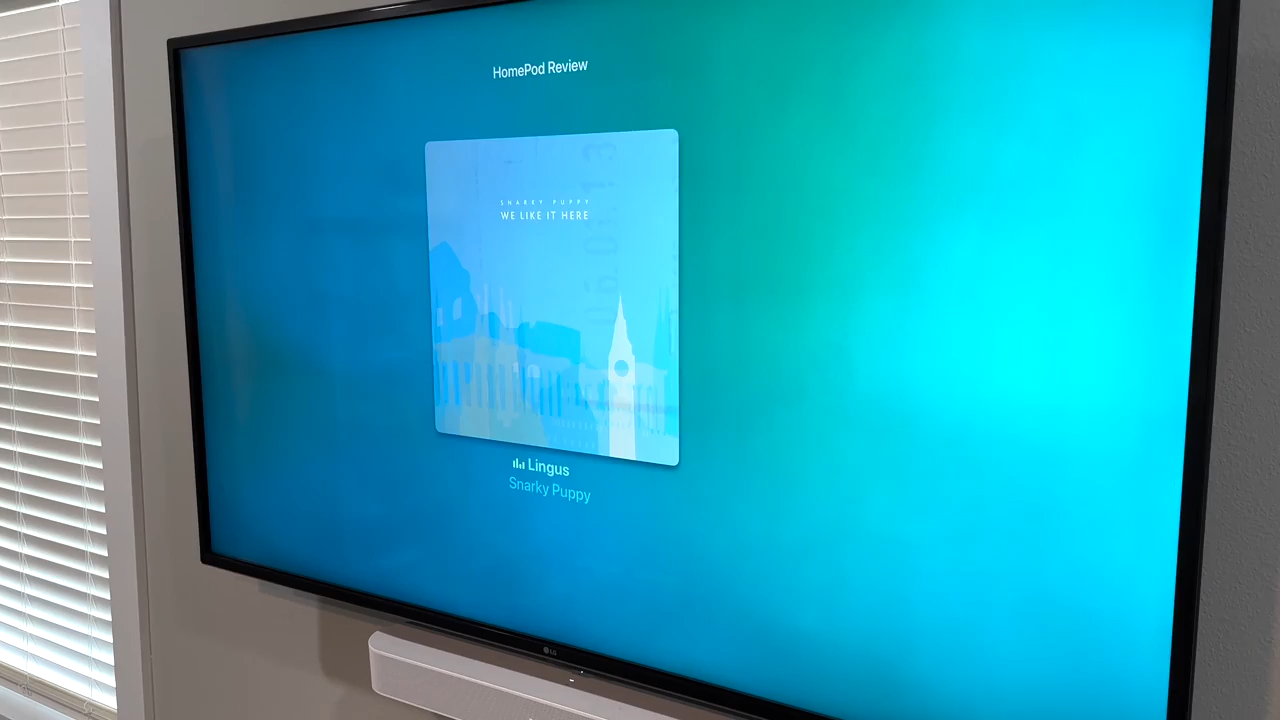 HomePod Review
SNARKY PUPPY
WE LIKE IT HERE
Lingus
Snarky Puppy
LG